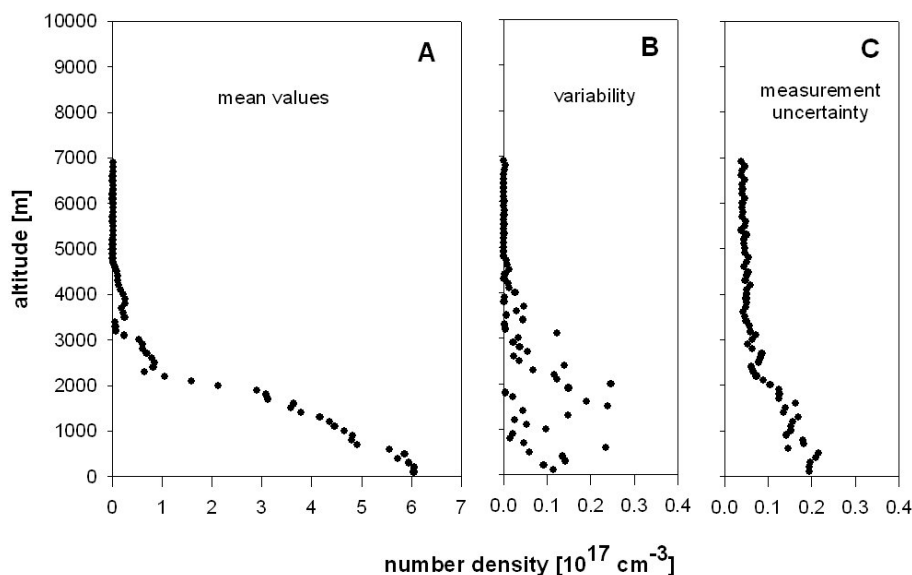 A
B
C
mean values
variability
measurement
uncertainty
altitude [m]
10000
9000
8000
7000
6000
5000
4000
3000
2000
1000
0
0 1 2 3 4 5 6 7
0.0 0.1 0.2 0.3 0.4
0.0 0.1 0.2 0.3 0.4
number density [10¹⁷ cm⁻³]